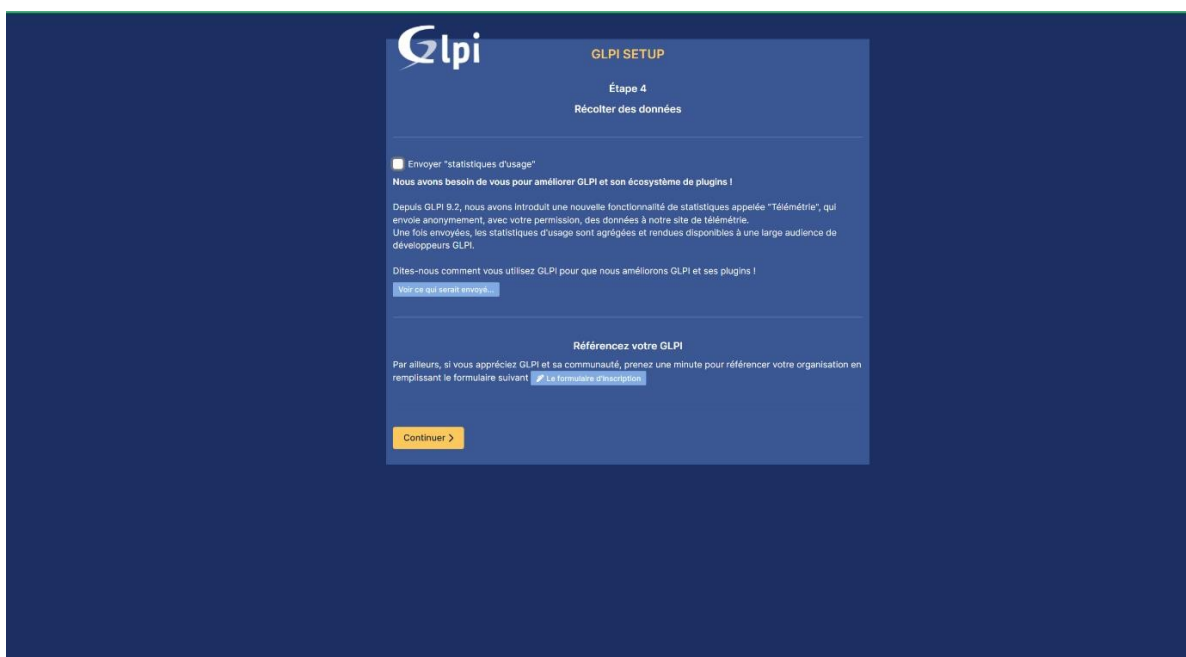 Glpi
GLPI SETUP
Étape 4
Récolter des données
Envoyer "statistiques d'usage"
Nous avons besoin de vous pour améliorer GLPI et son écosystème de plugins !
Depuis GLPI 9.2, nous avons introduit une nouvelle fonctionnalité de statistiques appelée "Télémétrie", qui
envoie anonymement, avec votre permission, des données à notre site de télémétrie.
Une fois envoyées, les statistiques d'usage sont agrégées et rendues disponibles à une large audience de
développeurs GLPI.
Dites-nous comment vous utilisez GLPI pour que nous améliorons GLPI et ses plugins !
Voir ce qui serait envoyé...
Référencez votre GLPI
Par ailleurs, si vous appréciez GLPI et sa communauté, prenez une minute pour référencer votre organisation en
remplissant le formulaire suivant Le formulaire d'inscription
Continuer >